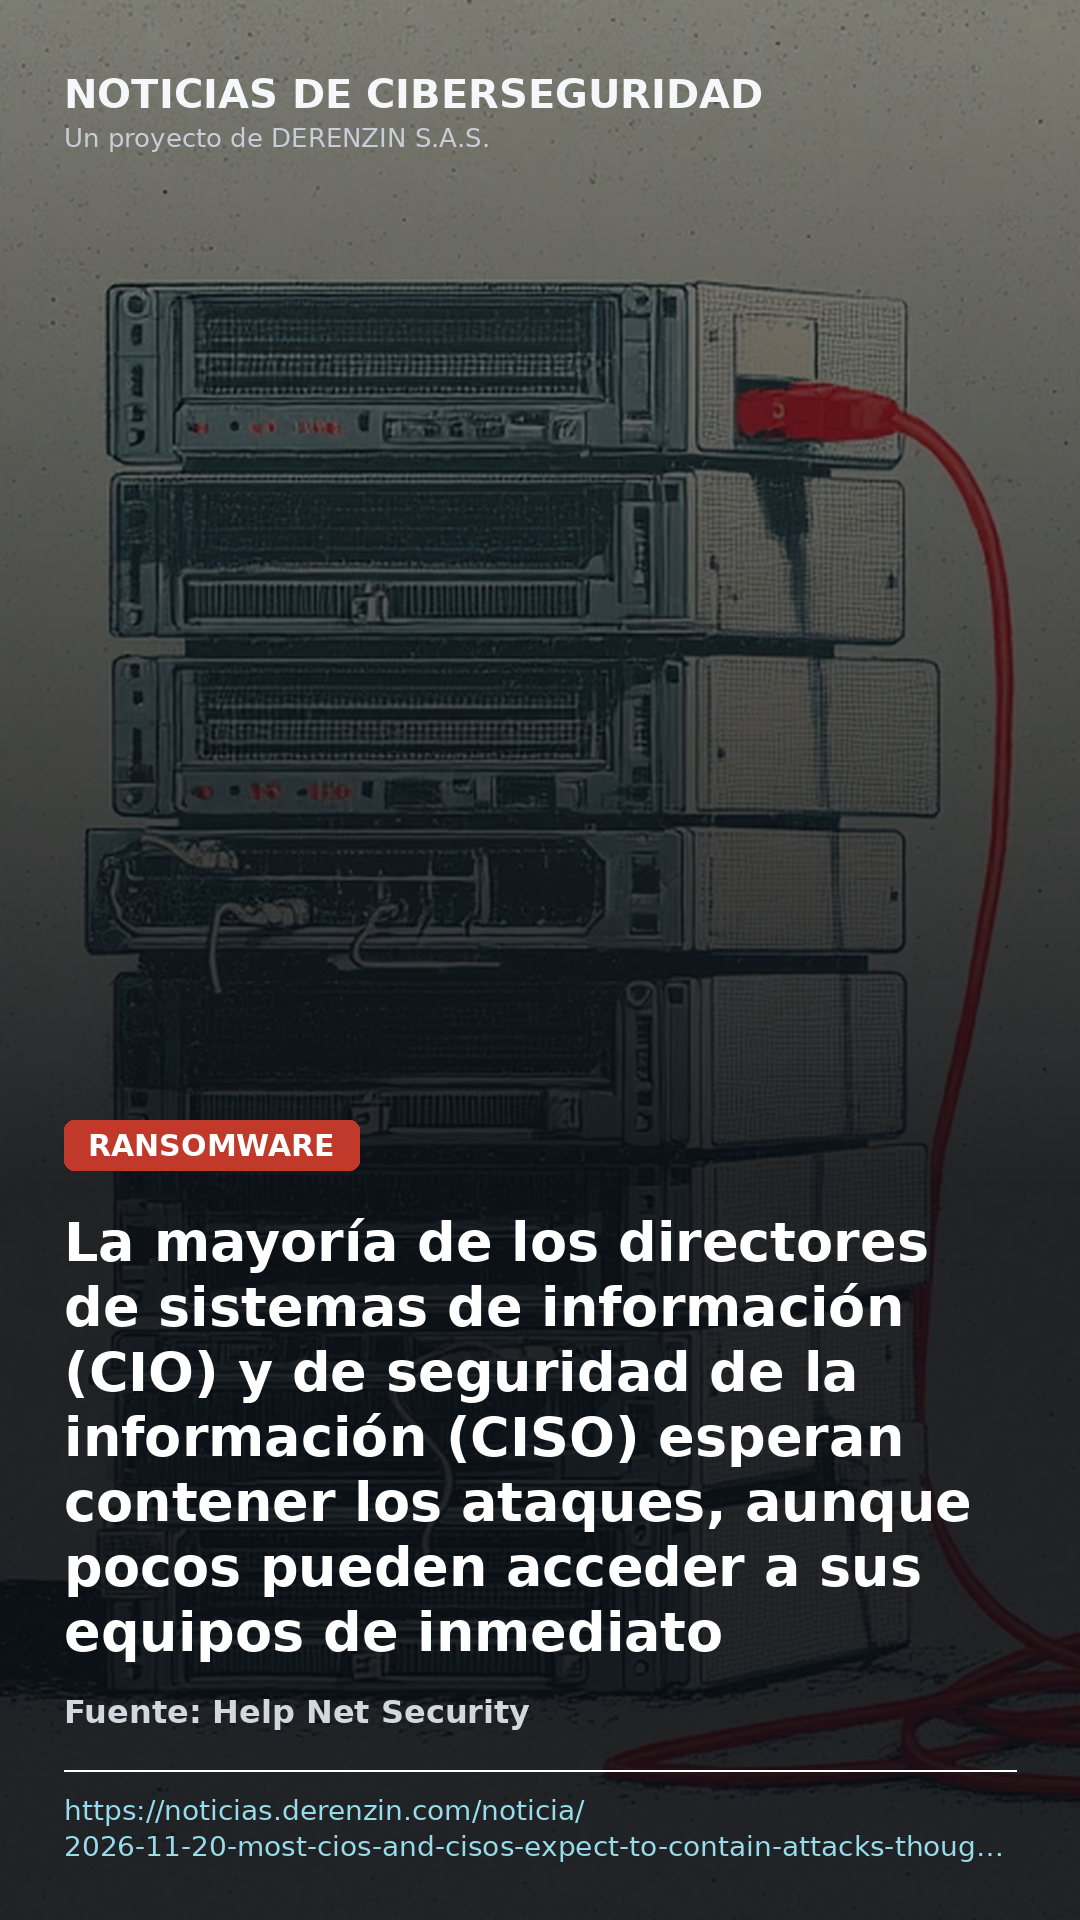 NOTICIAS DE CIBERSEGURIDAD
Un proyecto de DERENZIN S.A.S.
RANSOMWARE
La mayoría de los directores
de sistemas de información
(CIO) y de seguridad de la
información (CISO) esperan
contener los ataques, aunque
pocos pueden acceder a sus
equipos de inmediato
Fuente: Help Net Security
https://noticias.derenzin.com/noticia/
2026-11-20-most-cios-and-cisos-expect-to-contain-attacks-thoug…